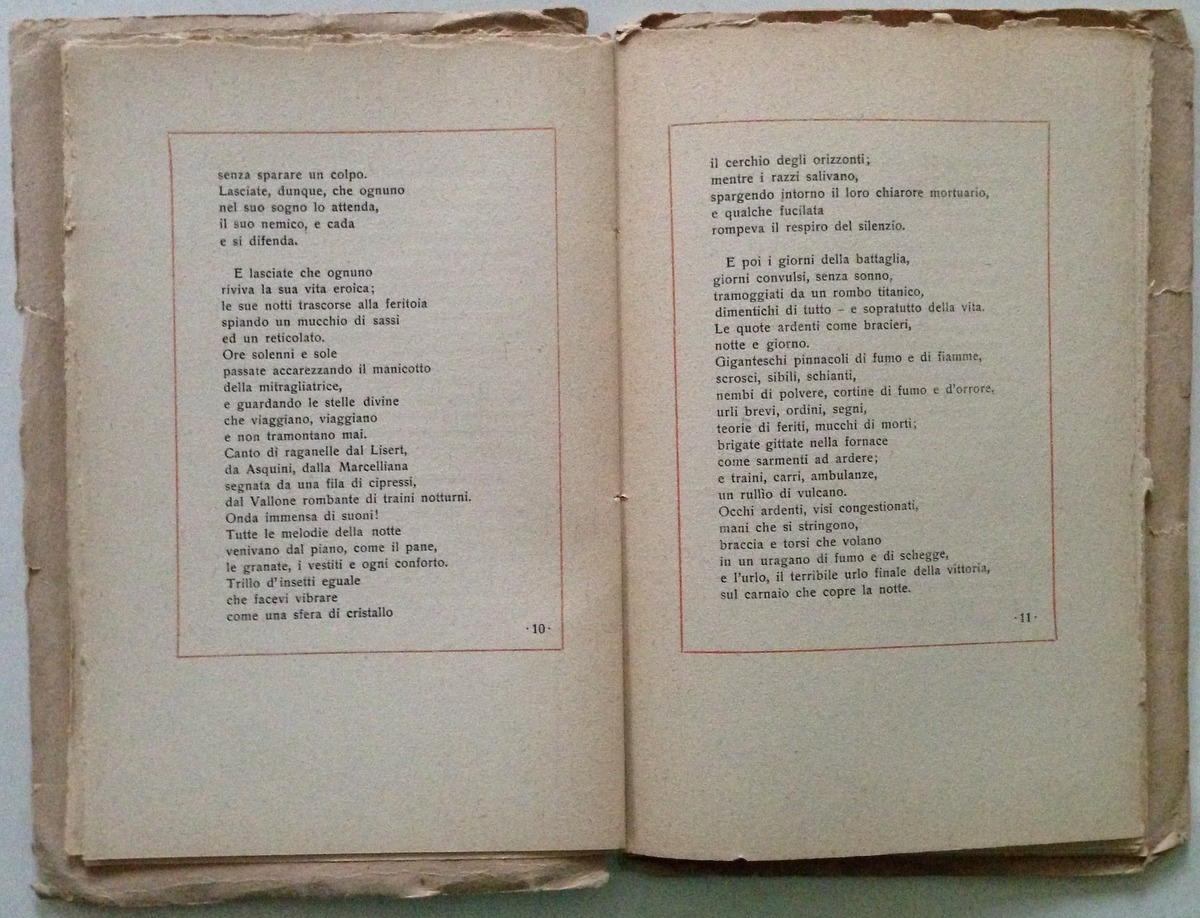 senza sparare un colpo.
Lasciate, dunque, che ognuno
nel suo sogno lo attenda,
il suo nemico, e cada
e si difenda.
E lasciate che ognuno
riviva la sua vita eroica;
le sue notti trascorse alla feritoia
spiando un mucchio di sassi
ed un reticolato.
Ore solenni e sole
passate accarezzando il manicotto
della mitragliatrice,
e guardando le stelle divine
che viaggiano, viaggiano
e non tramontano mai.
Canto di raganelle dal Lisert,
da Asquini, dalla Marcelliana
segnata da una fila di cipressi,
dal Vallone rombante di traini notturni.
Onda immensa di suoni!
Tutte le melodie della notte
venivano dal piano, come il pane,
le granate, i vestiti e ogni conforto.
Trillo d'insetti eguale
che facevi vibrare
come una sfera di cristallo
·10·
il cerchio degli orizzonti;
mentre i razzi salivano,
spargendo intorno il loro chiarore mortuario,
e qualche fucilata
rompeva il respiro del silenzio.
E poi i giorni della battaglia,
giorni convulsi, senza sonno,
tramoggiati da un rombo titanico,
dimentichi di tutto - e sopratutto della vita.
Le quote ardenti come bracieri,
notte e giorno.
Giganteschi pinnacoli di fumo e di fiamme,
scrosci, sibili, schianti,
nembi di polvere, cortine di fumo e d'orrore,
urli brevi, ordini, segni,
teorie di feriti, mucchi di morti;
brigate gittate nella fornace
come sarmenti ad ardere;
e traini, carri, ambulanze,
un rullìo di vulcano.
Occhi ardenti, visi congestionati,
mani che si stringono,
braccia e torsi che volano
in un uragano di fumo e di schegge,
e l'urlo, il terribile urlo finale della vittoria,
sul carnaio che copre la notte.
·11·